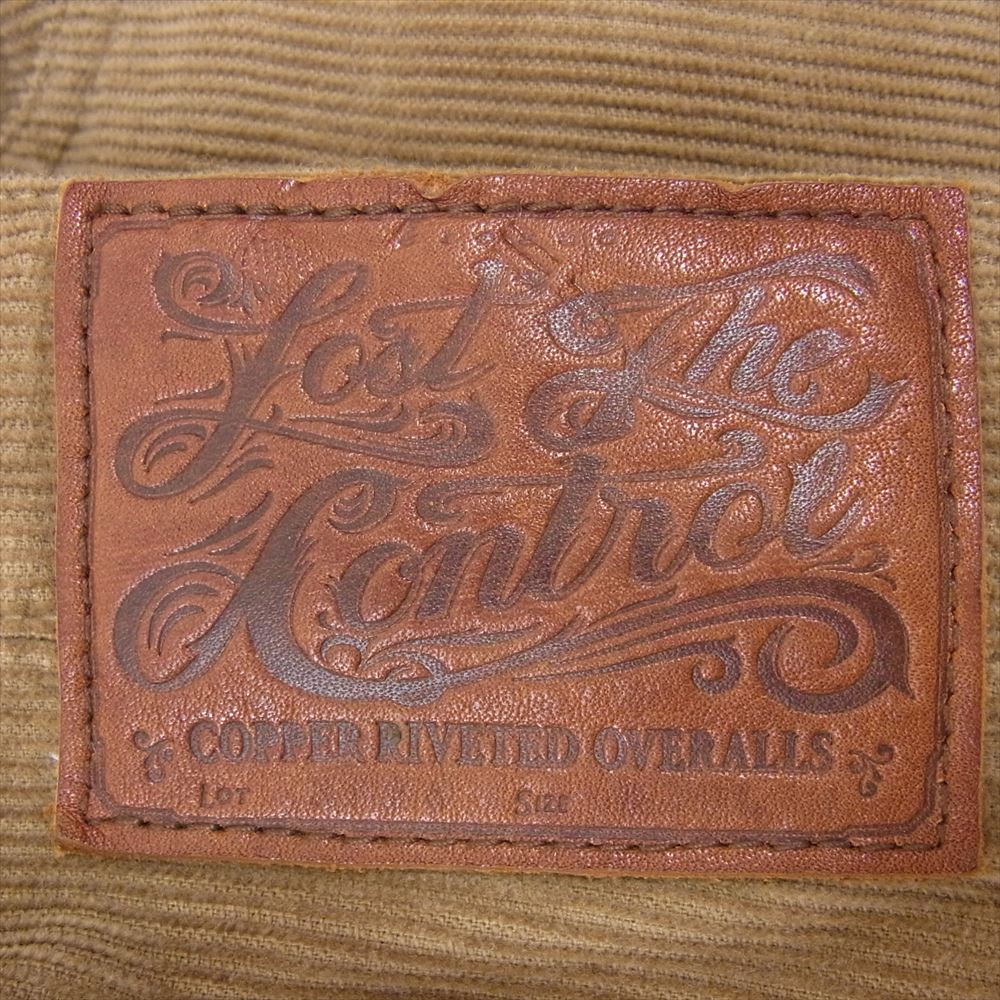 Lost The
Control
COPPER RIVETED OVERALLS
LOT SIZE